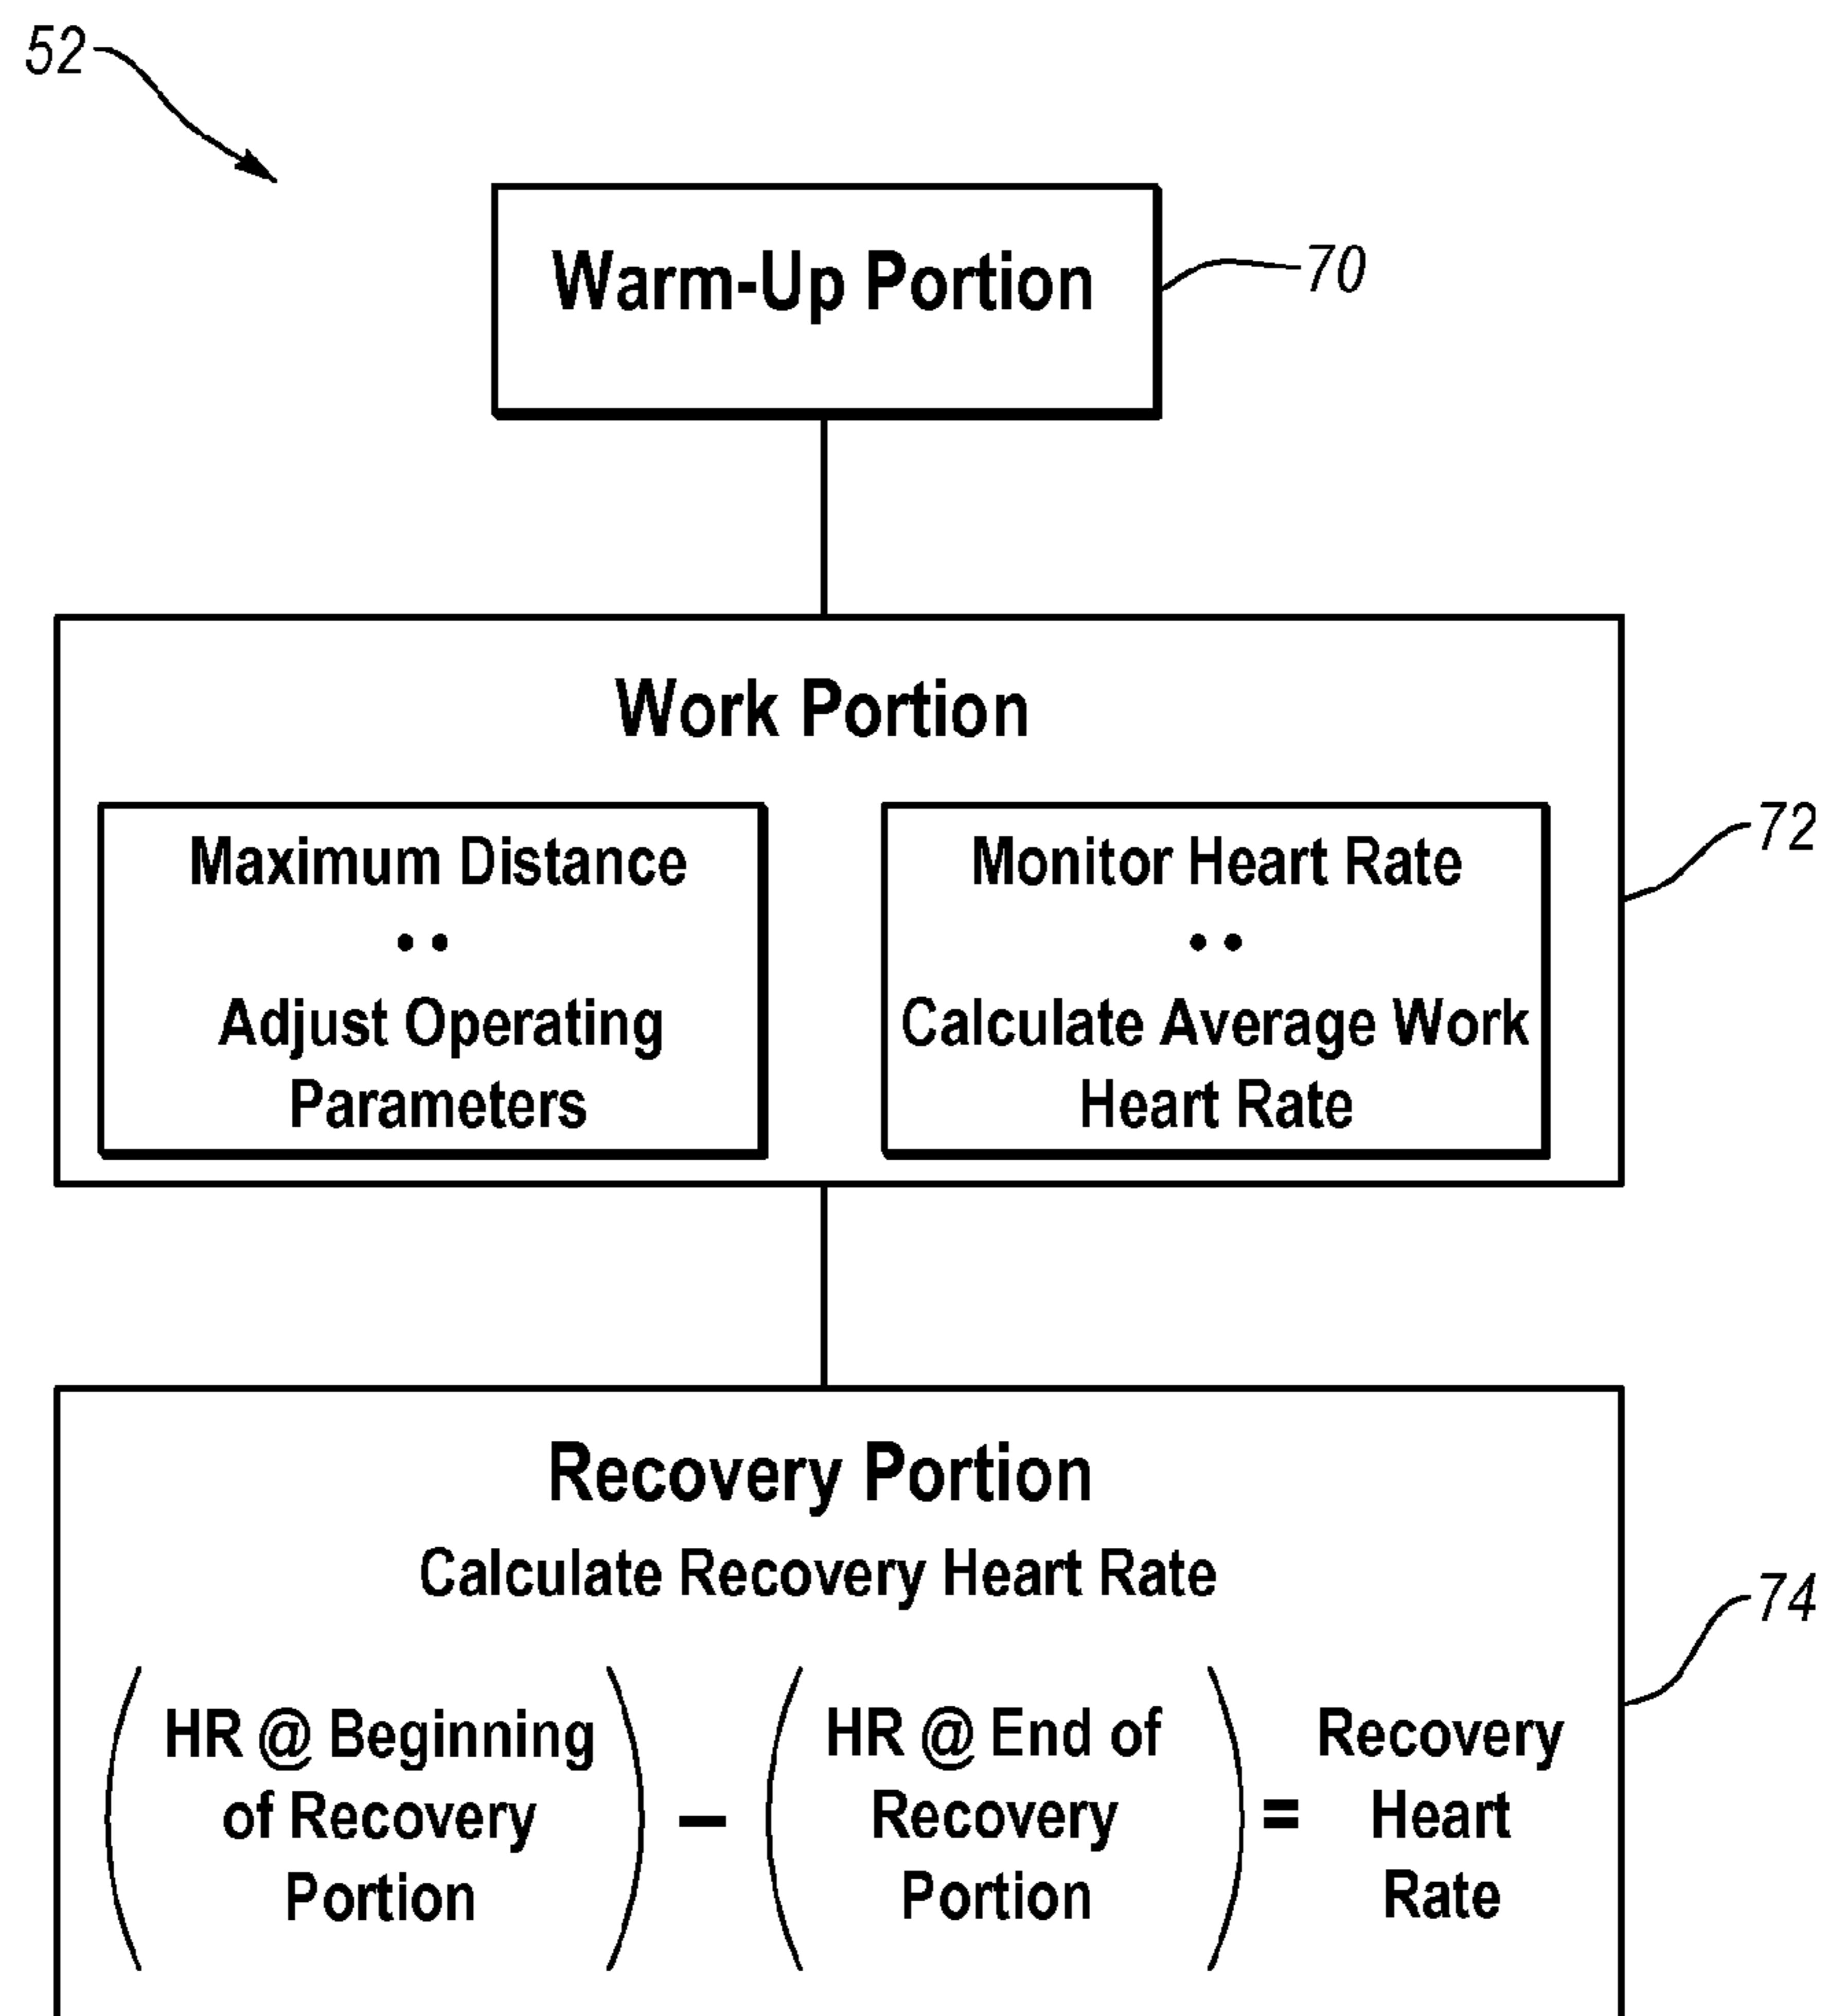 52
Warm-Up Portion
70
Work Portion
Maximum Distance
• •
Adjust Operating
Parameters
Monitor Heart Rate
• •
Calculate Average Work
Heart Rate
72
Recovery Portion
Calculate Recovery Heart Rate
74
(HR @ Beginning
of Recovery
Portion)
–
(HR @ End of
Recovery
Portion)
=
Recovery
Heart
Rate